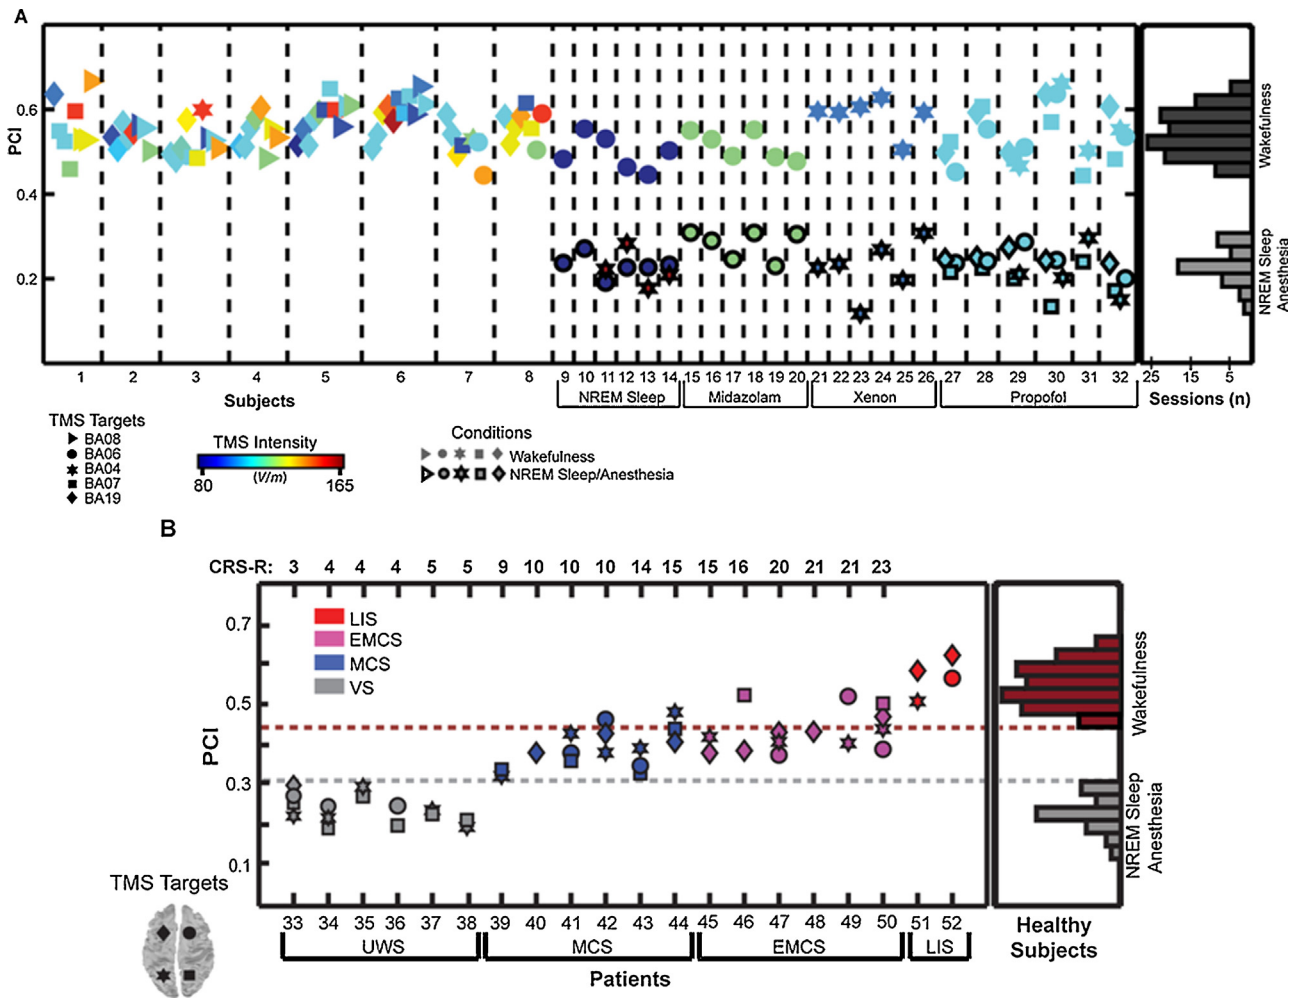 A
PCI
0.6
0.4
0.2
Wakefulness
NREM Sleep
Anesthesia
1 2 3 4 5 6 7 8 9 10 11 12 13 14 15 16 17 18 19 20 21 22 23 24 25 26 27 28 29 30 31 32
25 15 5
Subjects
NREM Sleep Midazolam Xenon Propofol
Sessions (n)
TMS Targets
BA08
BA06
BA04
BA07
BA19
TMS Intensity
(V/m)
80 165
Conditions
Wakefulness
NREM Sleep/Anesthesia
B
CRS-R: 3 4 4 4 5 5 9 10 10 10 14 15 15 16 20 21 21 23
PCI
0.7
0.5
0.3
0.1
LIS
EMCS
MCS
VS
Wakefulness
NREM Sleep
Anesthesia
TMS Targets
33 34 35 36 37 38 39 40 41 42 43 44 45 46 47 48 49 50 51 52
UWS MCS EMCS LIS
Patients
Healthy
Subjects